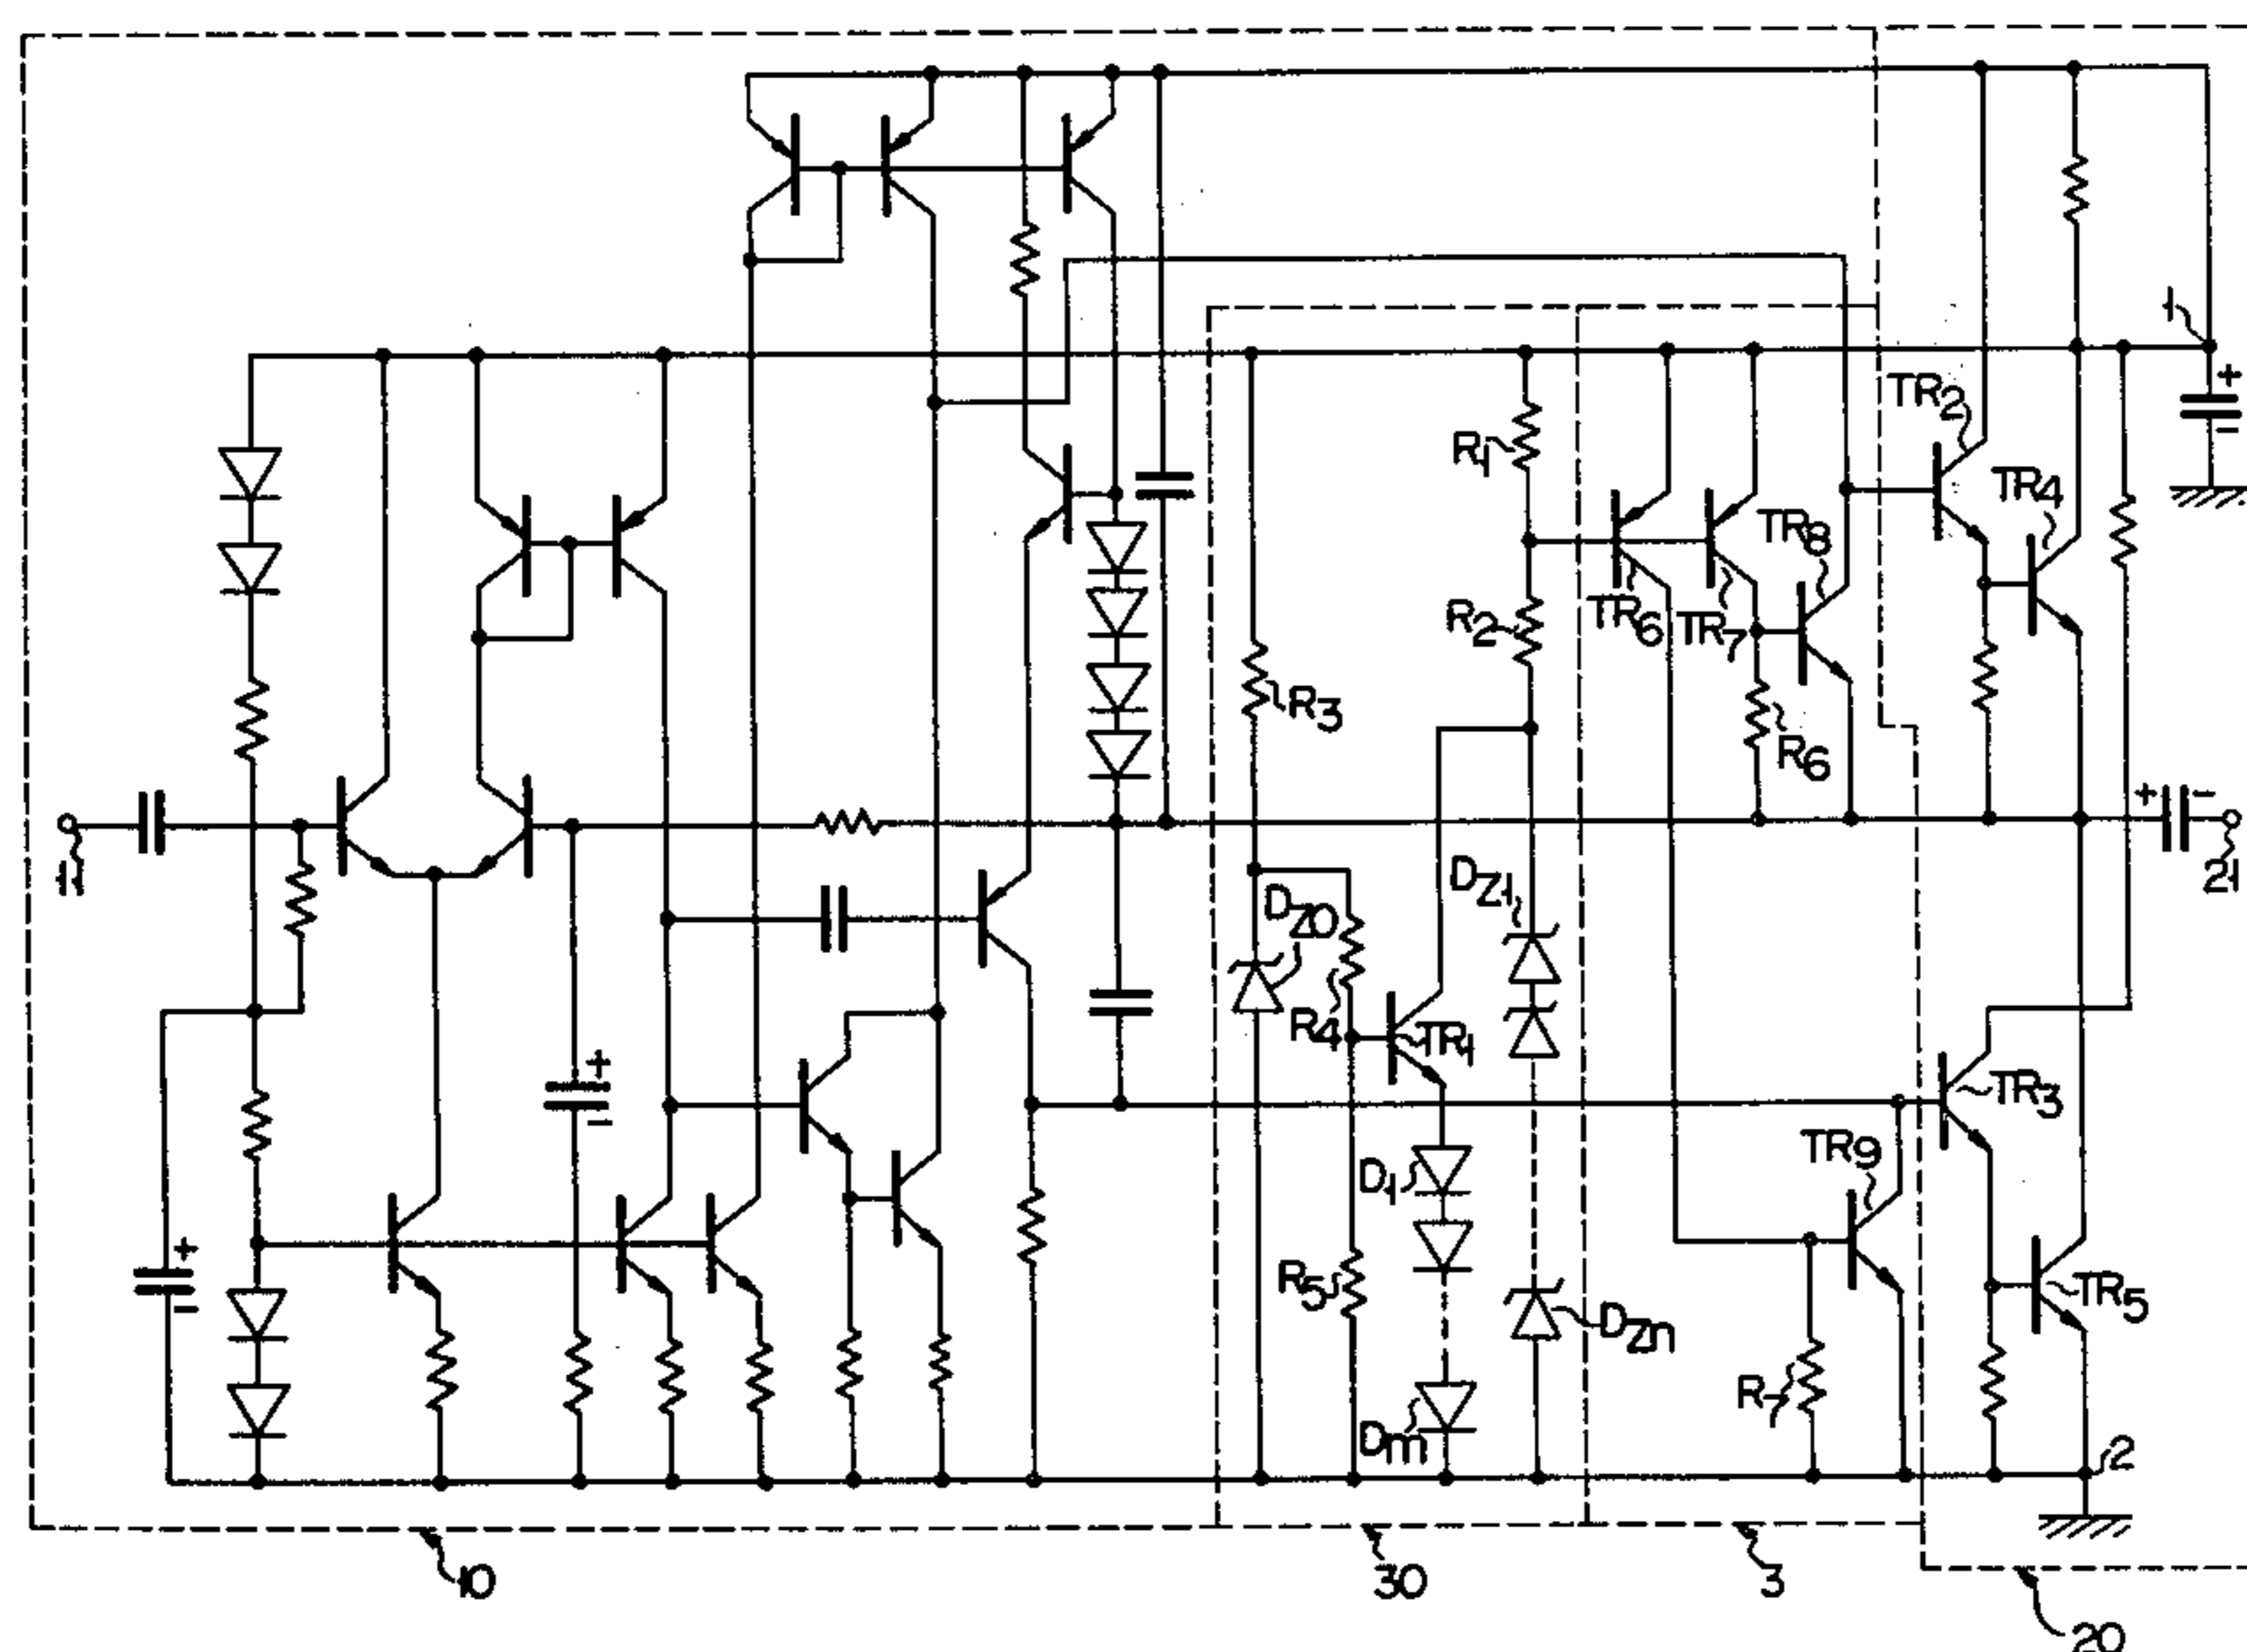 1
TR2
+
-
R1
TR4
TR8
R2
TR6
TR7
R3
R6
+
-
11
21
DZ1
DZ0
R4
TR1
+
-
TR3
TR9
D1
+
-
R5
DZn
TR5
R7
Dm
2
10
30
3
20